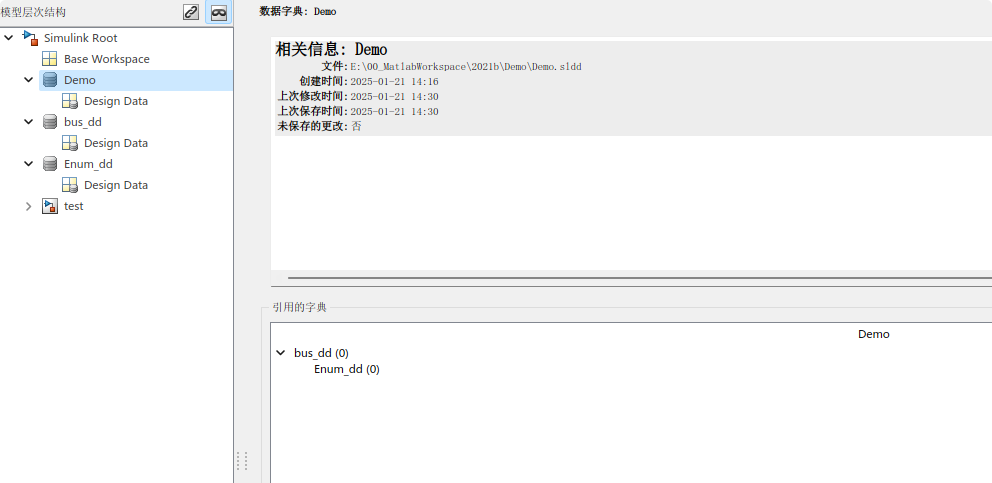 模型层次结构
Simulink Root
Base Workspace
Demo
Design Data
bus_dd
Design Data
Enum_dd
Design Data
test
数据字典: Demo
相关信息: Demo
文件: E:\00_MatlabWorkspace\2021b\Demo\Demo.sldd
创建时间: 2025-01-21 14:16
上次修改时间: 2025-01-21 14:30
上次保存时间: 2025-01-21 14:30
未保存的更改: 否
引用的字典
Demo
bus_dd (0)
Enum_dd (0)